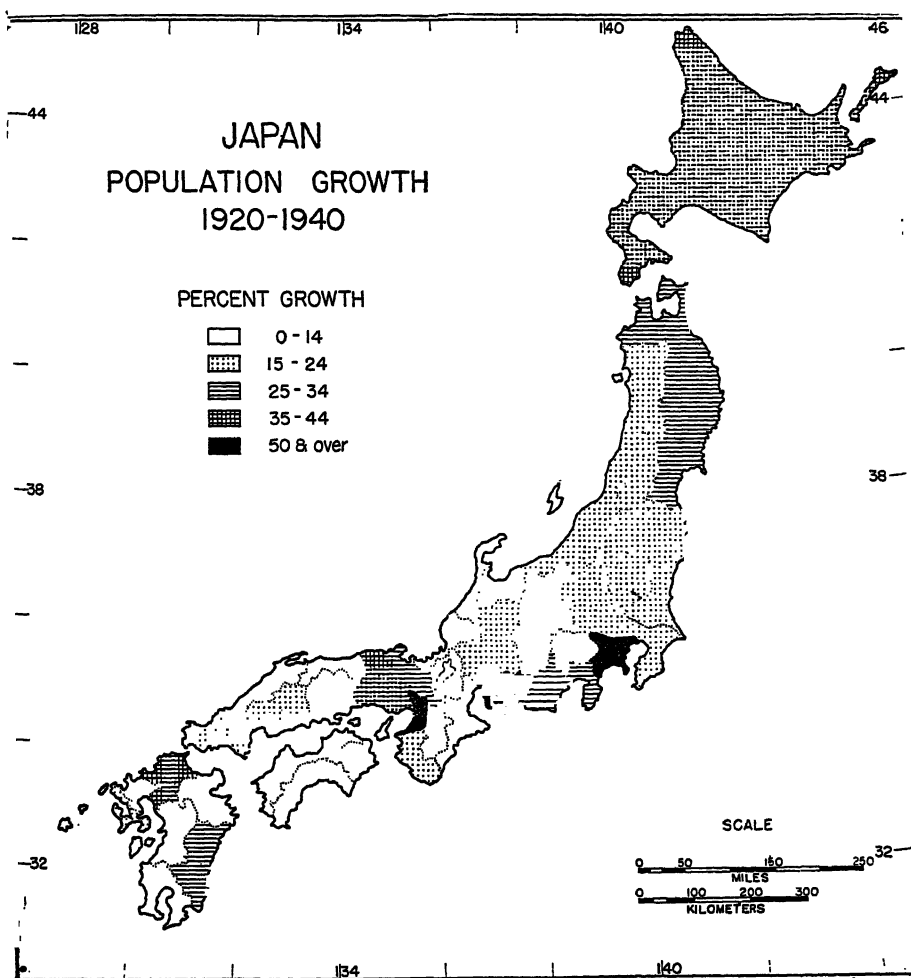 128 134 140 46
44 44
JAPAN
POPULATION GROWTH
1920-1940
PERCENT GROWTH
0-14
15-24
25-34
35-44
50 & over
38 38
SCALE
32 32
0 50 150 250
MILES
0 100 200 300
KILOMETERS
134 140